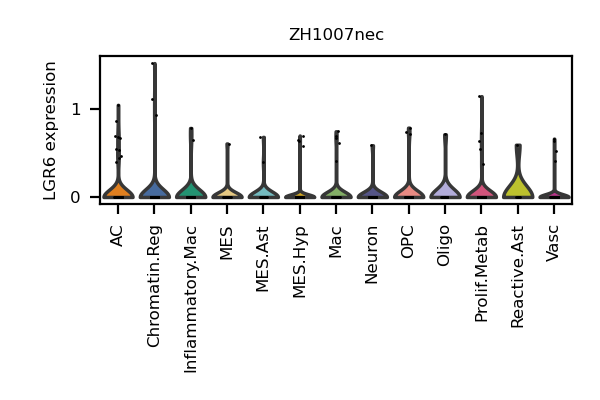 ZH1007nec
LGR6 expression
1
0
AC
Chromatin.Reg
Inflammatory.Mac
MES
MES.Ast
MES.Hyp
Mac
Neuron
OPC
Oligo
Prolif.Metab
Reactive.Ast
Vasc